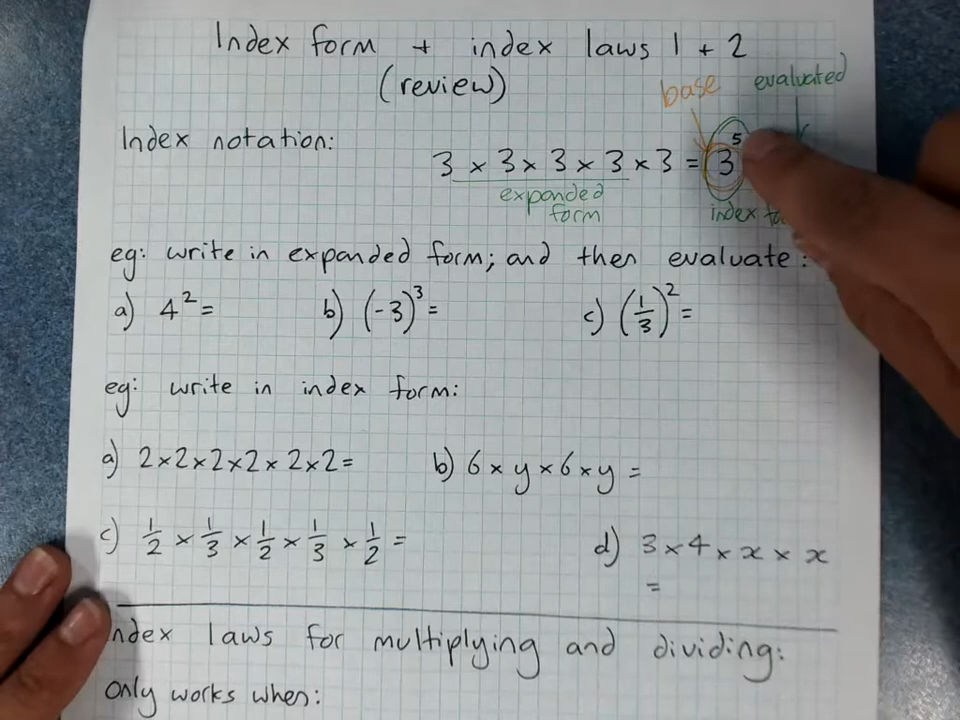 Index form + index laws 1 + 2
(review)
base evaluated
Index notation:
3 × 3 × 3 × 3 × 3 = 3⁵
expanded form
index
eg: write in expanded form; and then evaluate:
a) 4² = b) (-3)³ = c) (1/3)² =
eg: write in index form:
a) 2×2×2×2×2×2= b) 6 × y × 6 × y =
c) 1/2 × 1/3 × 1/2 × 1/3 × 1/2 = d) 3 × 4 × x × x
=
Index laws for multiplying and dividing:
only works when: